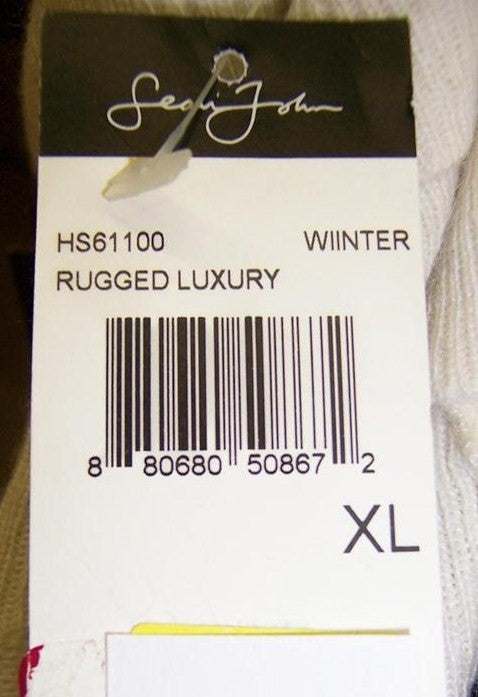 Sean John
HS61100 WIINTER
RUGGED LUXURY
8 80680 50867 2
XL